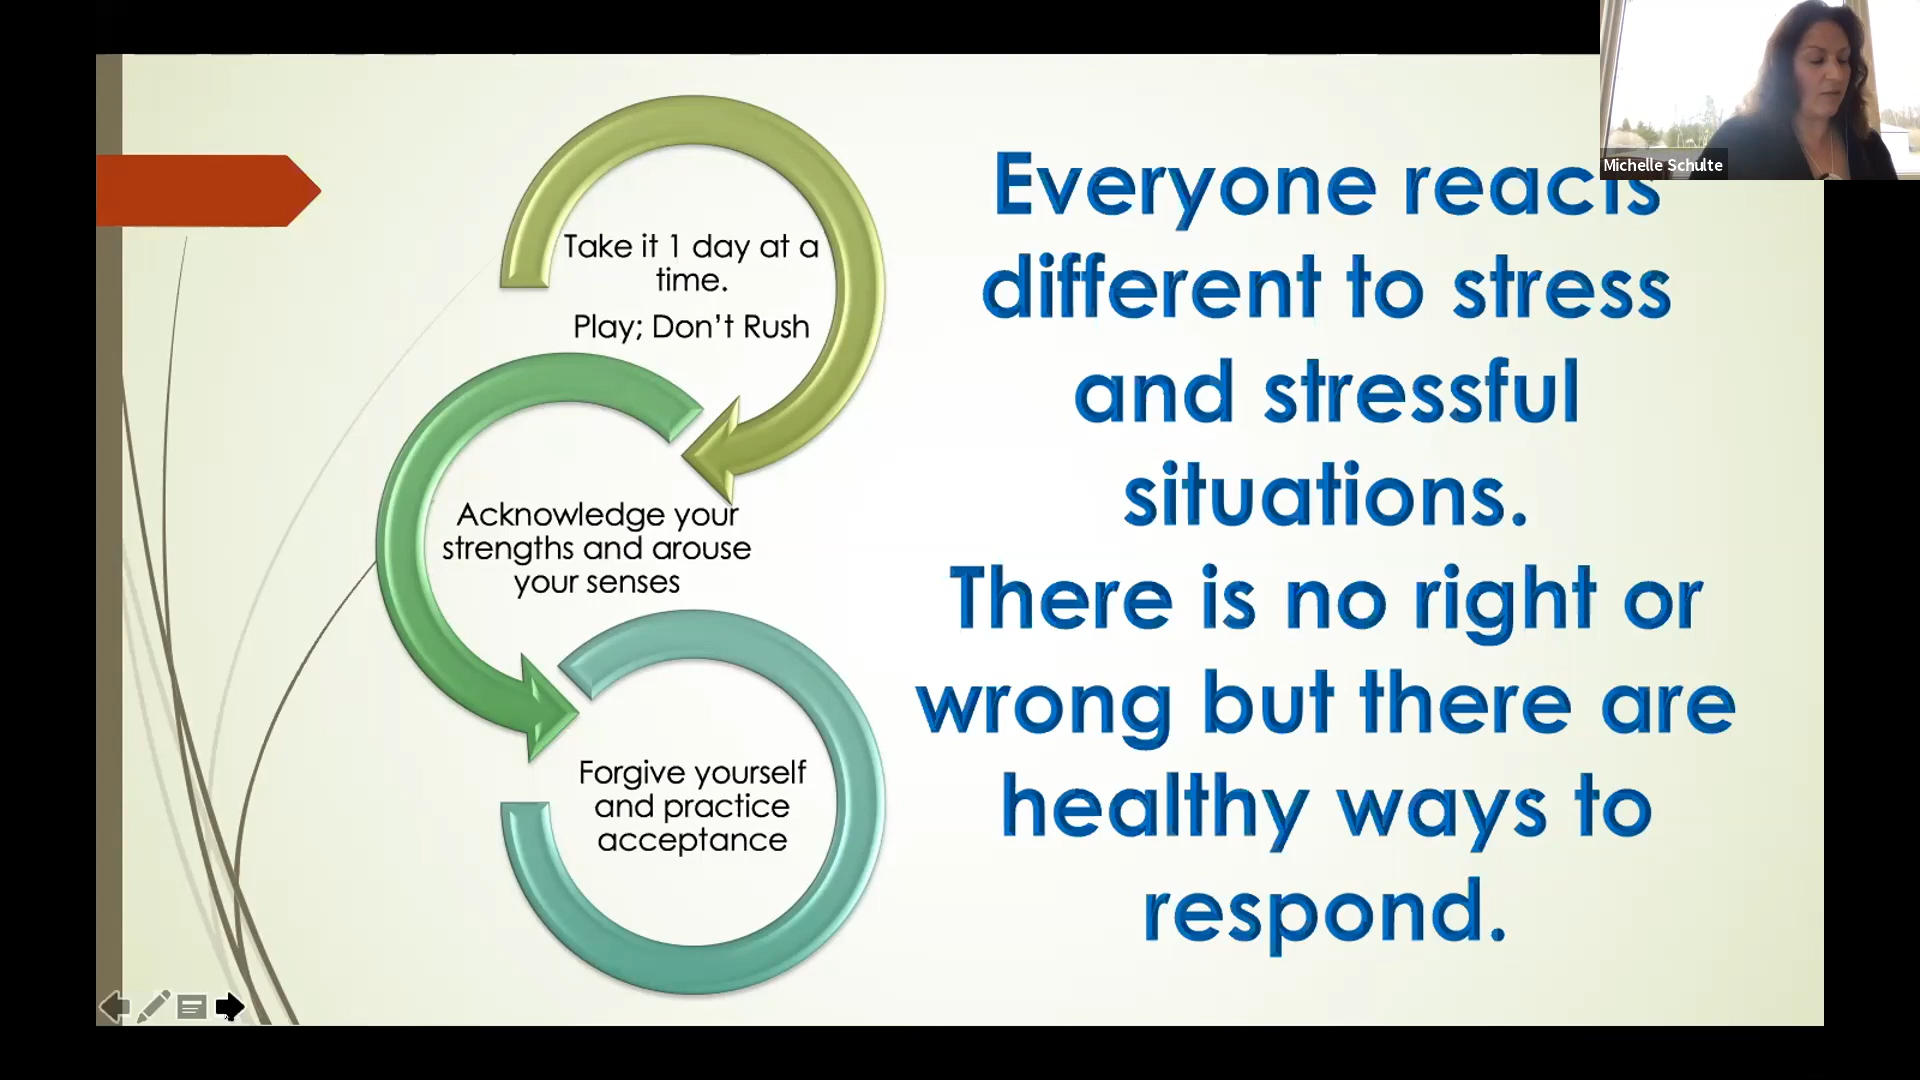 Michelle Schulte
Take it 1 day at a
time.
Play; Don't Rush
Acknowledge your
strengths and arouse
your senses
Forgive yourself
and practice
acceptance
Everyone reacts
different to stress
and stressful
situations.
There is no right or
wrong but there are
healthy ways to
respond.